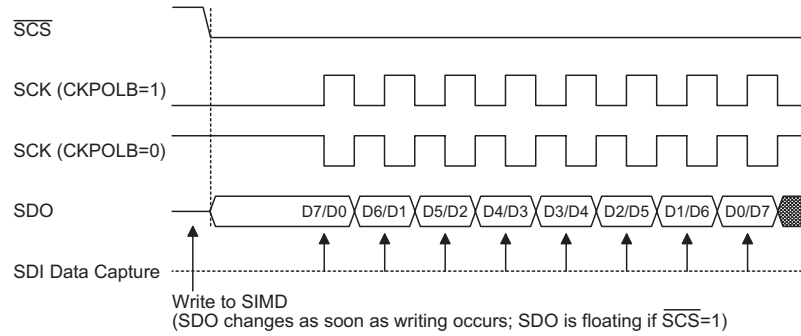 SCS
SCK (CKPOLB=1)
SCK (CKPOLB=0)
SDO
D7/D0 D6/D1 D5/D2 D4/D3 D3/D4 D2/D5 D1/D6 D0/D7
SDI Data Capture
Write to SIMD
(SDO changes as soon as writing occurs; SDO is floating if SCS=1)